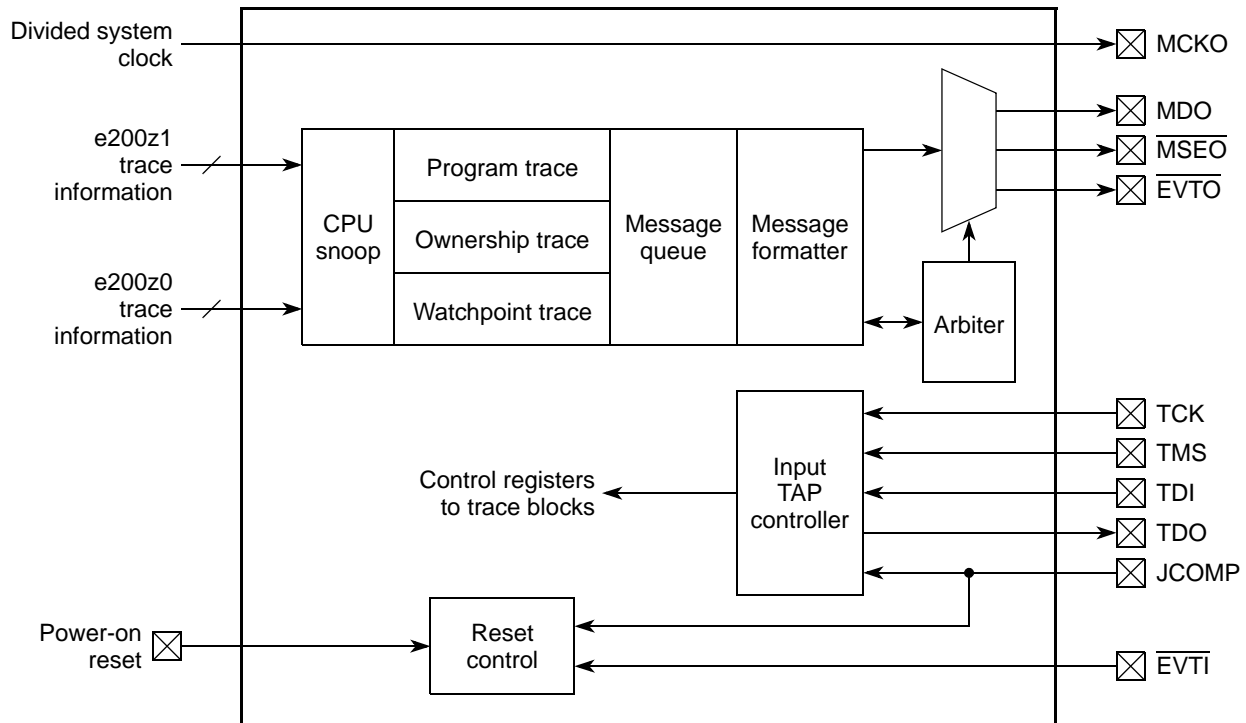 Divided system
clock
MCKO
MDO
e200z1
trace
information
MSEO
Program trace
EVTO
CPU
snoop
Ownership trace
Message
queue
Message
formatter
e200z0
trace
information
Watchpoint trace
Arbiter
TCK
TMS
Control registers
to trace blocks
Input
TAP
controller
TDI
TDO
JCOMP
Power-on
reset
Reset
control
EVTI